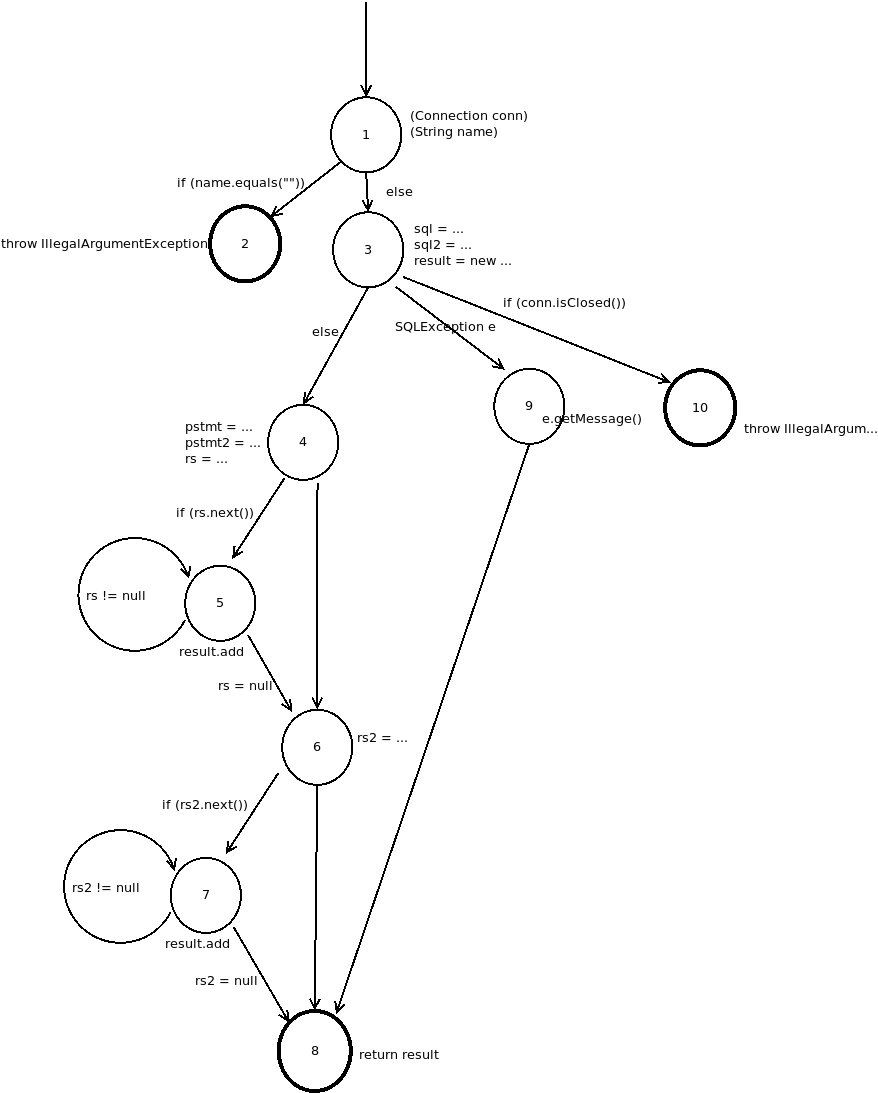 (Connection conn)
(String name)
1
if (name.equals(""))
else
throw IllegalArgumentException
2
3
sql = ...
sql2 = ...
result = new ...
if (conn.isClosed())
SQLException e
else
9
e.getMessage()
10
throw IllegalArgum...
pstmt = ...
pstmt2 = ...
rs = ...
4
if (rs.next())
rs != null
5
result.add
rs = null
6
rs2 = ...
if (rs2.next())
rs2 != null
7
result.add
rs2 = null
8
return result